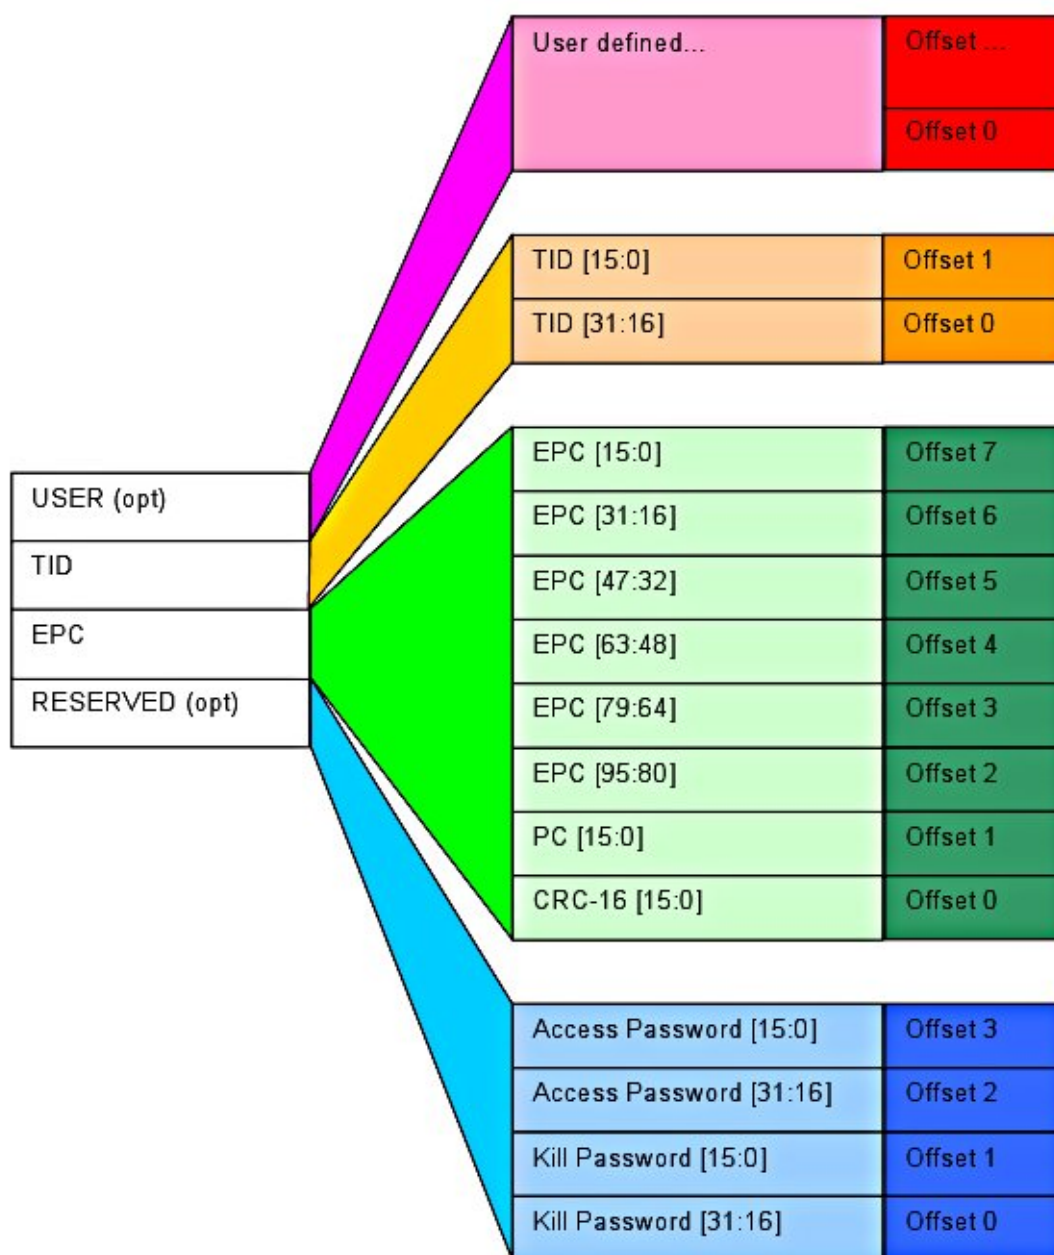 User defined...
Offset ...
Offset 0
TID [15:0]
Offset 1
TID [31:16]
Offset 0
EPC [15:0]
Offset 7
EPC [31:16]
Offset 6
EPC [47:32]
Offset 5
EPC [63:48]
Offset 4
EPC [79:64]
Offset 3
EPC [95:80]
Offset 2
PC [15:0]
Offset 1
CRC-16 [15:0]
Offset 0
USER (opt)
TID
EPC
RESERVED (opt)
Access Password [15:0]
Offset 3
Access Password [31:16]
Offset 2
Kill Password [15:0]
Offset 1
Kill Password [31:16]
Offset 0